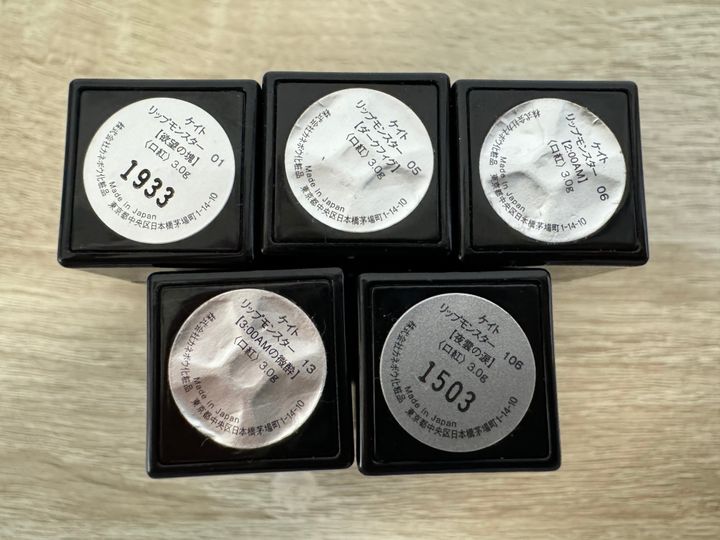 ケイト
リップモンスター
【欲望の塊】 01
〈口紅〉 3.0g
1933
Made in Japan
株式会社カネボウ化粧品 東京都中央区日本橋茅場町1-14-10
ケイト
リップモンスター
【ダークフィグ】 05
〈口紅〉 3.0g
Made in Japan
株式会社カネボウ化粧品 東京都中央区日本橋茅場町1-14-10
ケイト
リップモンスター
【2:00AM】 06
〈口紅〉 3.0g
Made in Japan
株式会社カネボウ化粧品 東京都中央区日本橋茅場町1-14-10
ケイト
リップモンスター
【3:00AMの微酔】 13
〈口紅〉 3.0g
Made in Japan
株式会社カネボウ化粧品 東京都中央区日本橋茅場町1-14-10
ケイト
リップモンスター
【夜霧の涙】 106
〈口紅〉 3.0g
1503
Made in Japan
株式会社カネボウ化粧品 東京都中央区日本橋茅場町1-14-10